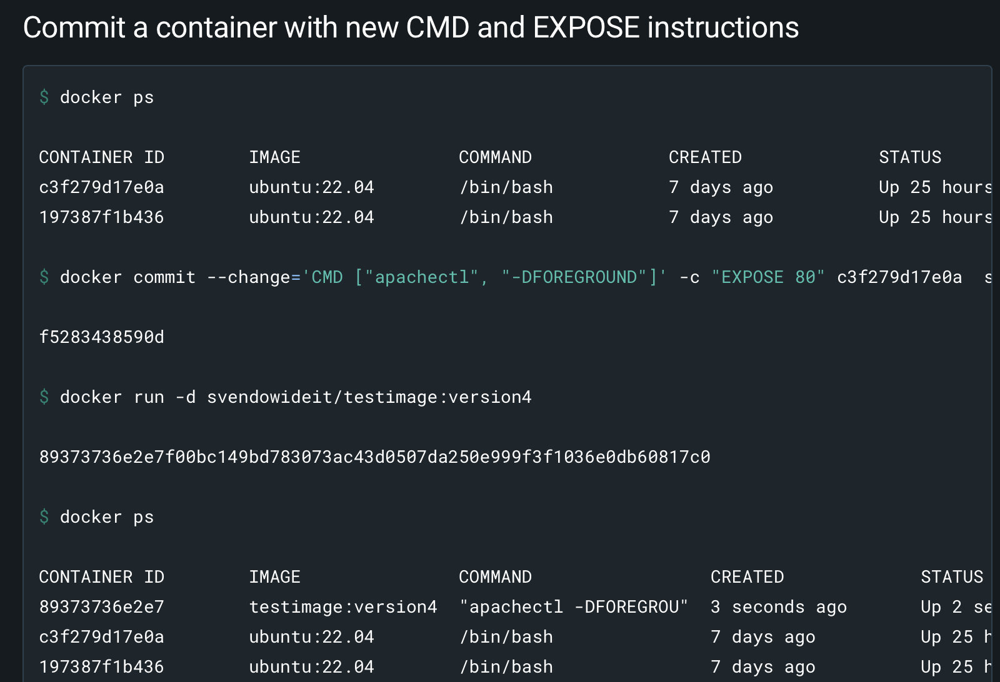 Commit a container with new CMD and EXPOSE instructions
$ docker ps
CONTAINER ID        IMAGE               COMMAND             CREATED             STATUS
c3f279d17e0a        ubuntu:22.04        /bin/bash           7 days ago          Up 25 hours
197387f1b436        ubuntu:22.04        /bin/bash           7 days ago          Up 25 hours
$ docker commit --change='CMD ["apachectl", "-DFOREGROUND"]' -c "EXPOSE 80" c3f279d17e0a  s
f5283438590d
$ docker run -d svendowideit/testimage:version4
89373736e2e7f00bc149bd783073ac43d0507da250e999f3f1036e0db60817c0
$ docker ps
CONTAINER ID        IMAGE               COMMAND                 CREATED             STATUS
89373736e2e7        testimage:version4  "apachectl -DFOREGROU"  3 seconds ago       Up 2 se
c3f279d17e0a        ubuntu:22.04        /bin/bash               7 days ago          Up 25 h
197387f1b436        ubuntu:22.04        /bin/bash               7 days ago          Up 25 h